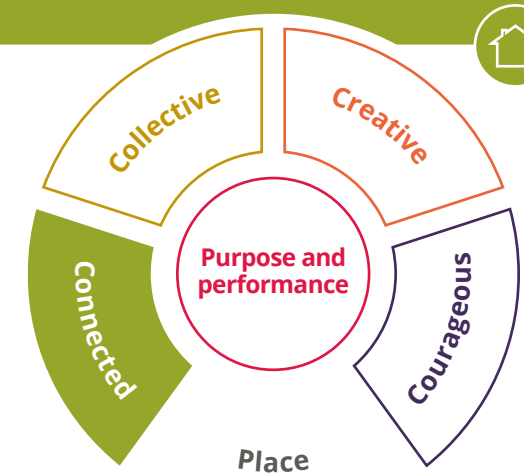 Collective
Creative
Connected
Purpose and
performance
Courageous
Place